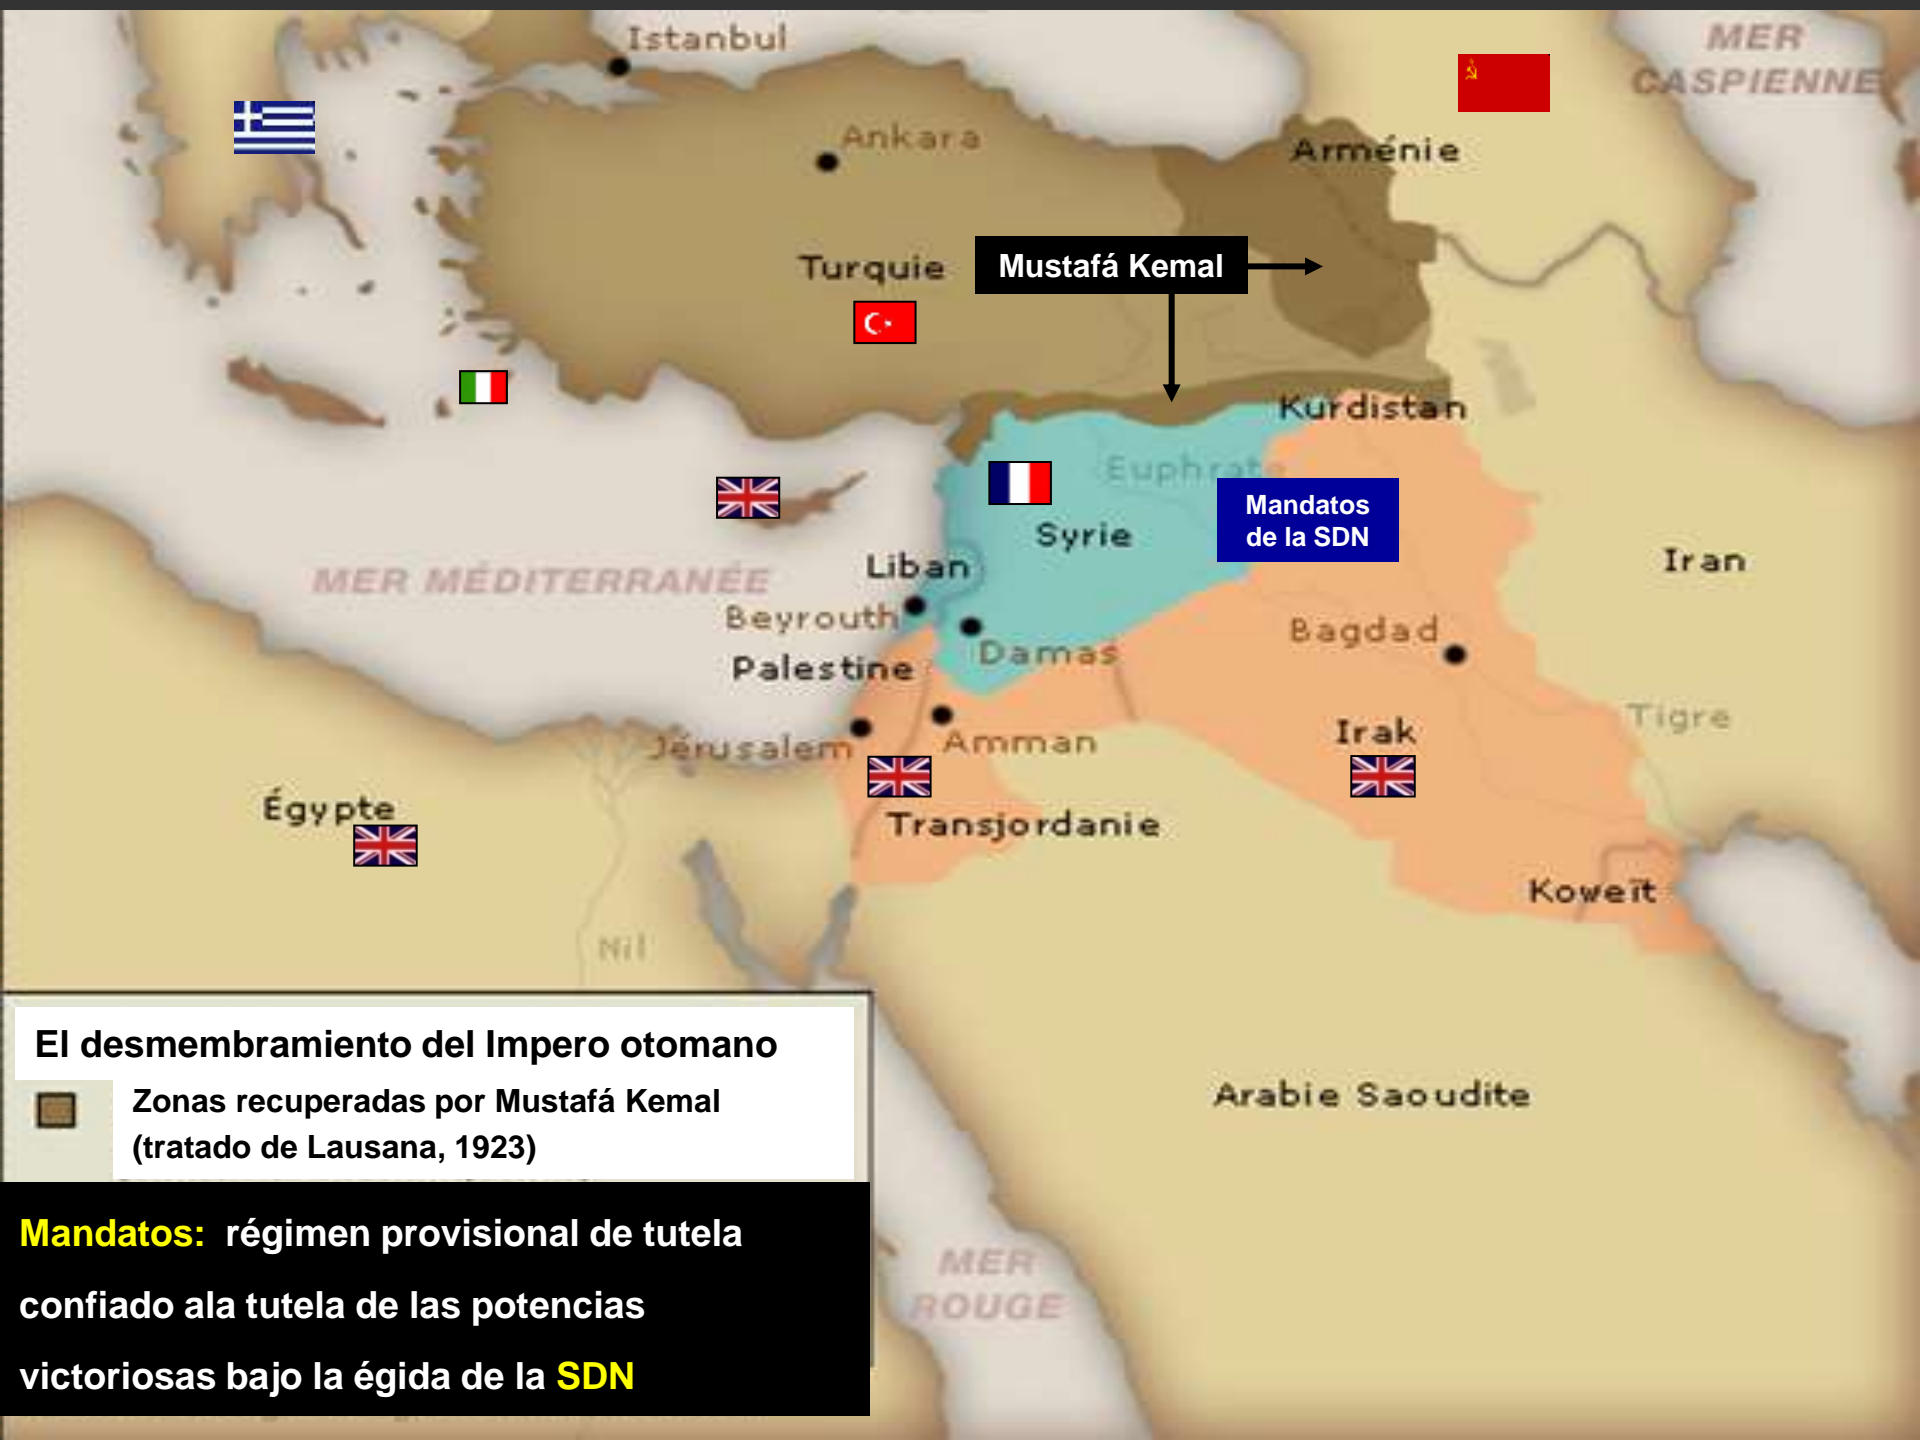 Istanbul
MER
CASPIENNE
Ankara
Arménie
Turquie
Mustafá Kemal
Kurdistan
Euphrate
Mandatos
de la SDN
Syrie
Iran
Liban
MER MÉDITERRANÉE
Beyrouth
Bagdad
Damas
Palestine
Tigre
Irak
Jérusalem
Amman
Égypte
Transjordanie
Koweït
Nil
El desmembramiento del Impero otomano
Zonas recuperadas por Mustafá Kemal
(tratado de Lausana, 1923)
Arabie Saoudite
Mandatos: régimen provisional de tutela
confiado ala tutela de las potencias
victoriosas bajo la égida de la SDN
MER
ROUGE